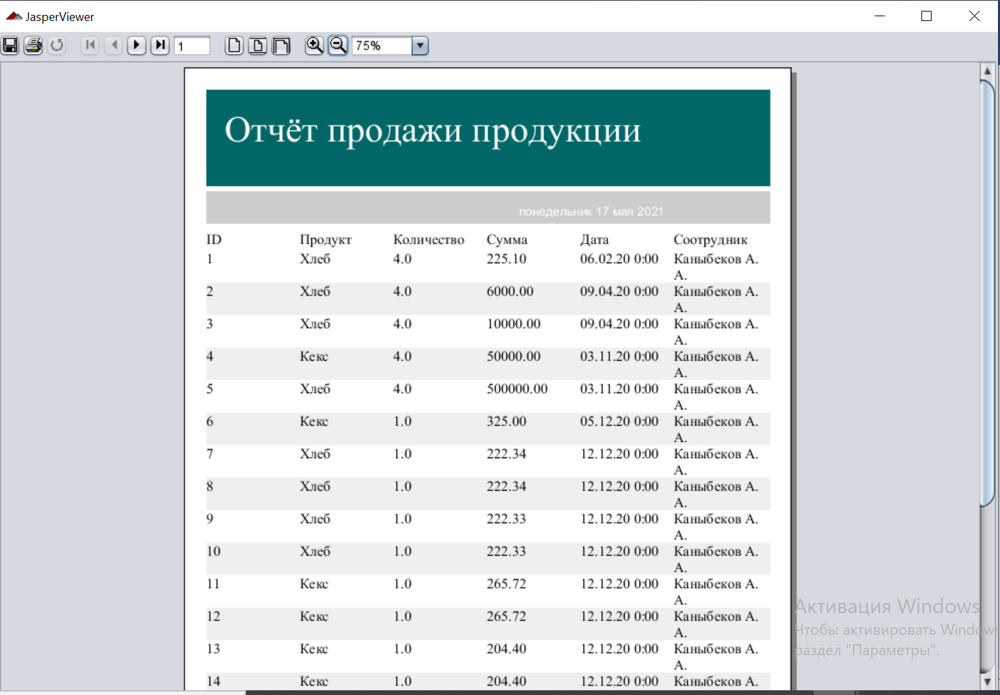 JasperViewer
1 75%
Отчёт продажи продукции
понедельник 17 мая 2021
ID Продукт Количество Сумма Дата Соотрудник
1 Хлеб 4.0 225.10 06.02.20 0:00 Каныбеков А.
А.
2 Хлеб 4.0 6000.00 09.04.20 0:00 Каныбеков А.
А.
3 Хлеб 4.0 10000.00 09.04.20 0:00 Каныбеков А.
А.
4 Кекс 4.0 50000.00 03.11.20 0:00 Каныбеков А.
А.
5 Хлеб 4.0 500000.00 03.11.20 0:00 Каныбеков А.
А.
6 Кекс 1.0 325.00 05.12.20 0:00 Каныбеков А.
А.
7 Хлеб 1.0 222.34 12.12.20 0:00 Каныбеков А.
А.
8 Хлеб 1.0 222.34 12.12.20 0:00 Каныбеков А.
А.
9 Хлеб 1.0 222.33 12.12.20 0:00 Каныбеков А.
А.
10 Хлеб 1.0 222.33 12.12.20 0:00 Каныбеков А.
А.
11 Кекс 1.0 265.72 12.12.20 0:00 Каныбеков А.
А.
12 Кекс 1.0 265.72 12.12.20 0:00 Каныбеков А.
А.
13 Кекс 1.0 204.40 12.12.20 0:00 Каныбеков А.
А.
14 Кекс 1.0 204.40 12.12.20 0:00 Каныбеков А.
Активация Windows
Чтобы активировать Windows
раздел "Параметры".